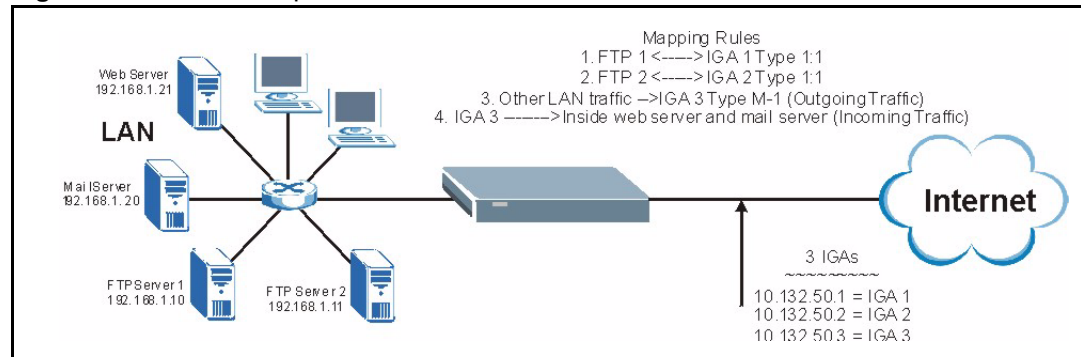 Mapping Rules
1. FTP 1 <-----> IGA 1 Type 1:1
2. FTP 2 <-----> IGA 2 Type 1:1
3. Other LAN traffic –>IGA 3 Type M-1 (Outgoing Traffic)
4. IGA 3 ------->Inside web server and mail server (Incoming Traffic)
Web Server
192.168.1.21
LAN
MailServer
192.168.1.20
FTPServer 1
192.168.1.10
FTPServer 2
192.168.1.11
Internet
3 IGAs
~~~~~~~~~
10.132.50.1 = IGA 1
10.132.50.2 = IGA 2
10.132.50.3 = IGA 3